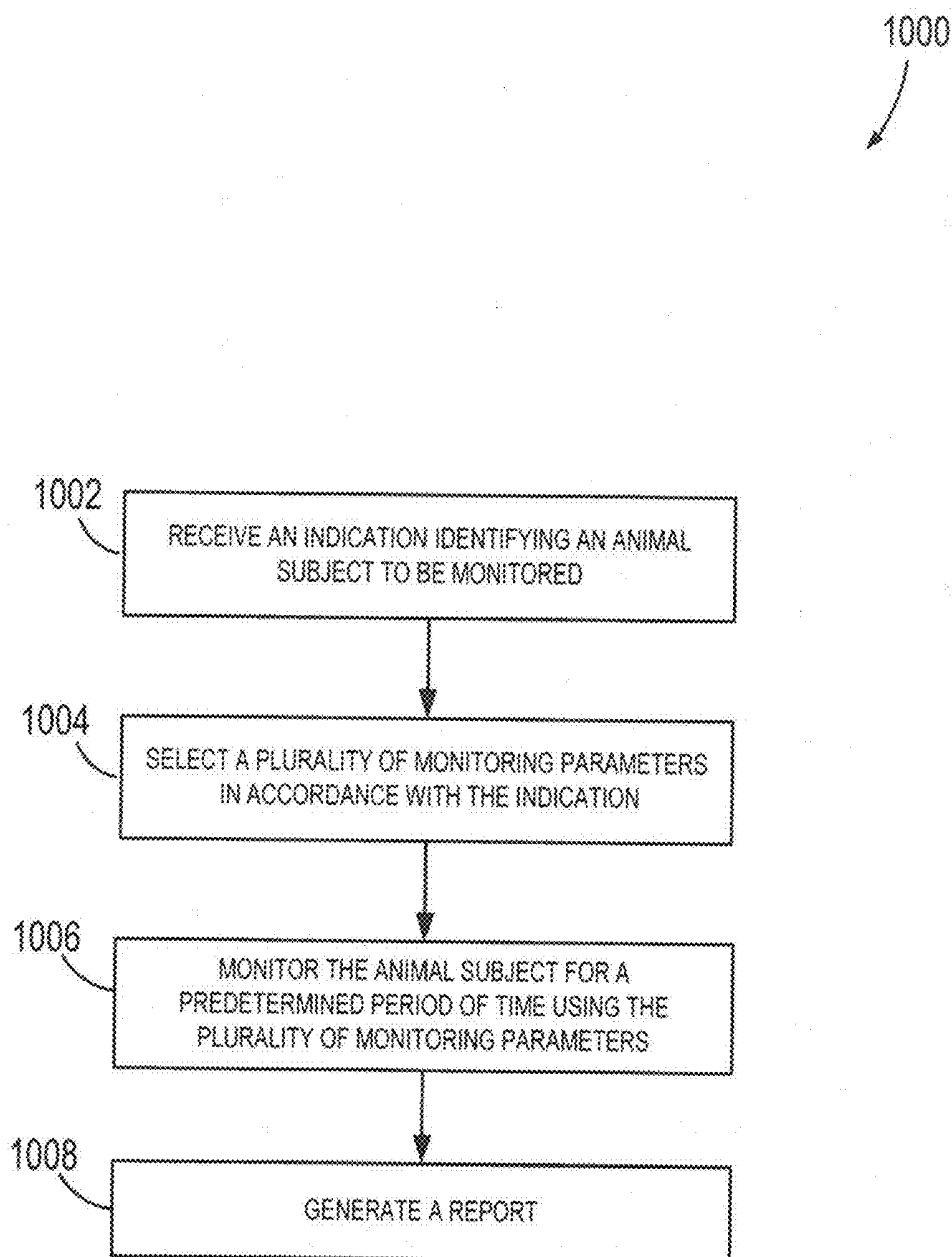 1000
1002
RECEIVE AN INDICATION IDENTIFYING AN ANIMAL
SUBJECT TO BE MONITORED
1004
SELECT A PLURALITY OF MONITORING PARAMETERS
IN ACCORDANCE WITH THE INDICATION
1006
MONITOR THE ANIMAL SUBJECT FOR A
PREDETERMINED PERIOD OF TIME USING THE
PLURALITY OF MONITORING PARAMETERS
1008
GENERATE A REPORT